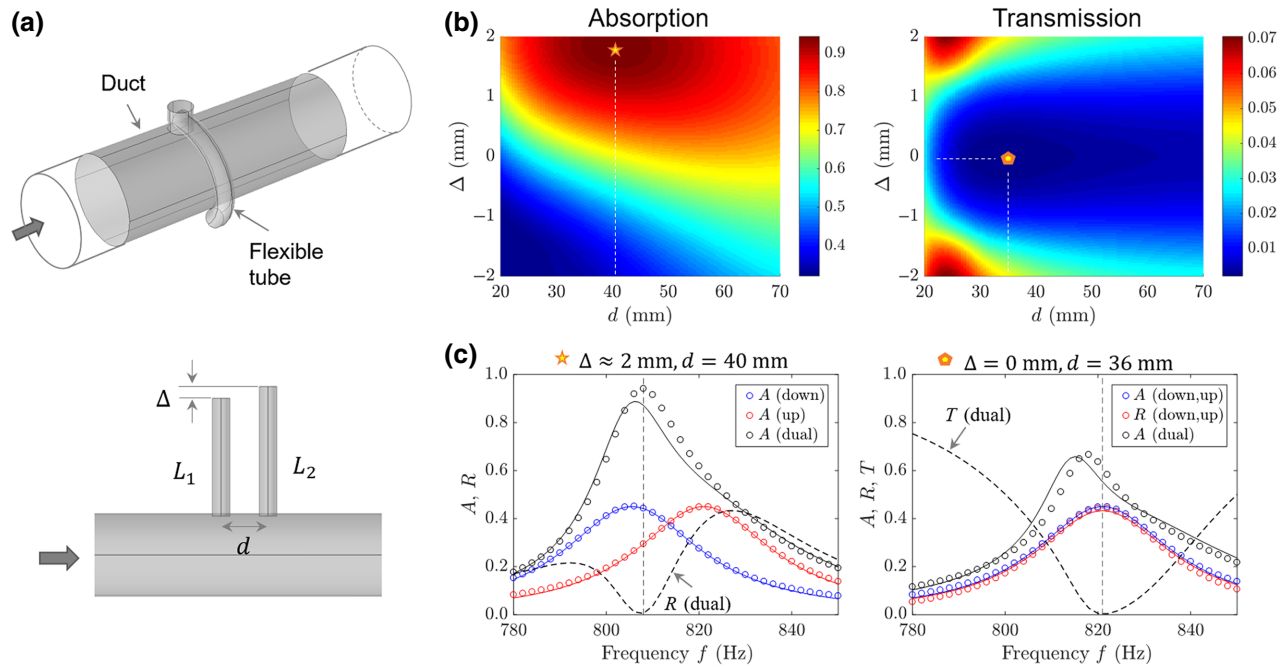 (a)
Duct
Flexible
tube
Δ
L₁
L₂
d
(b)
Absorption
2
1
0
-1
-2
Δ (mm)
20 30 40 50 60 70
d (mm)
0.9
0.8
0.7
0.6
0.5
0.4
Transmission
2
1
0
-1
-2
Δ (mm)
20 30 40 50 60 70
d (mm)
0.07
0.06
0.05
0.04
0.03
0.02
0.01
(c)
Δ ≈ 2 mm, d = 40 mm
1.0
0.8
0.6
0.4
0.2
0.0
A, R
A (down)
A (up)
A (dual)
R (dual)
780 800 820 840
Frequency f (Hz)
Δ = 0 mm, d = 36 mm
1.0
0.8
0.6
0.4
0.2
0.0
A, R, T
T (dual)
A (down,up)
R (down,up)
A (dual)
780 800 820 840
Frequency f (Hz)